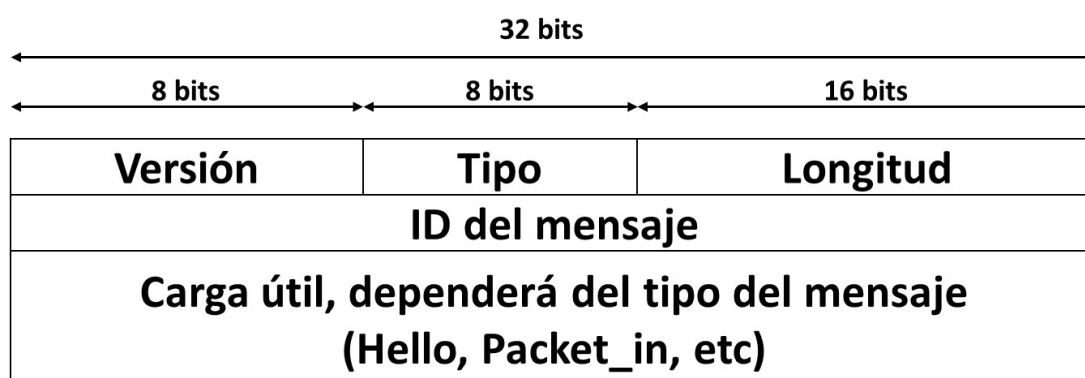 32 bits
8 bits 8 bits 16 bits
Versión Tipo Longitud
ID del mensaje
Carga útil, dependerá del tipo del mensaje
(Hello, Packet_in, etc)